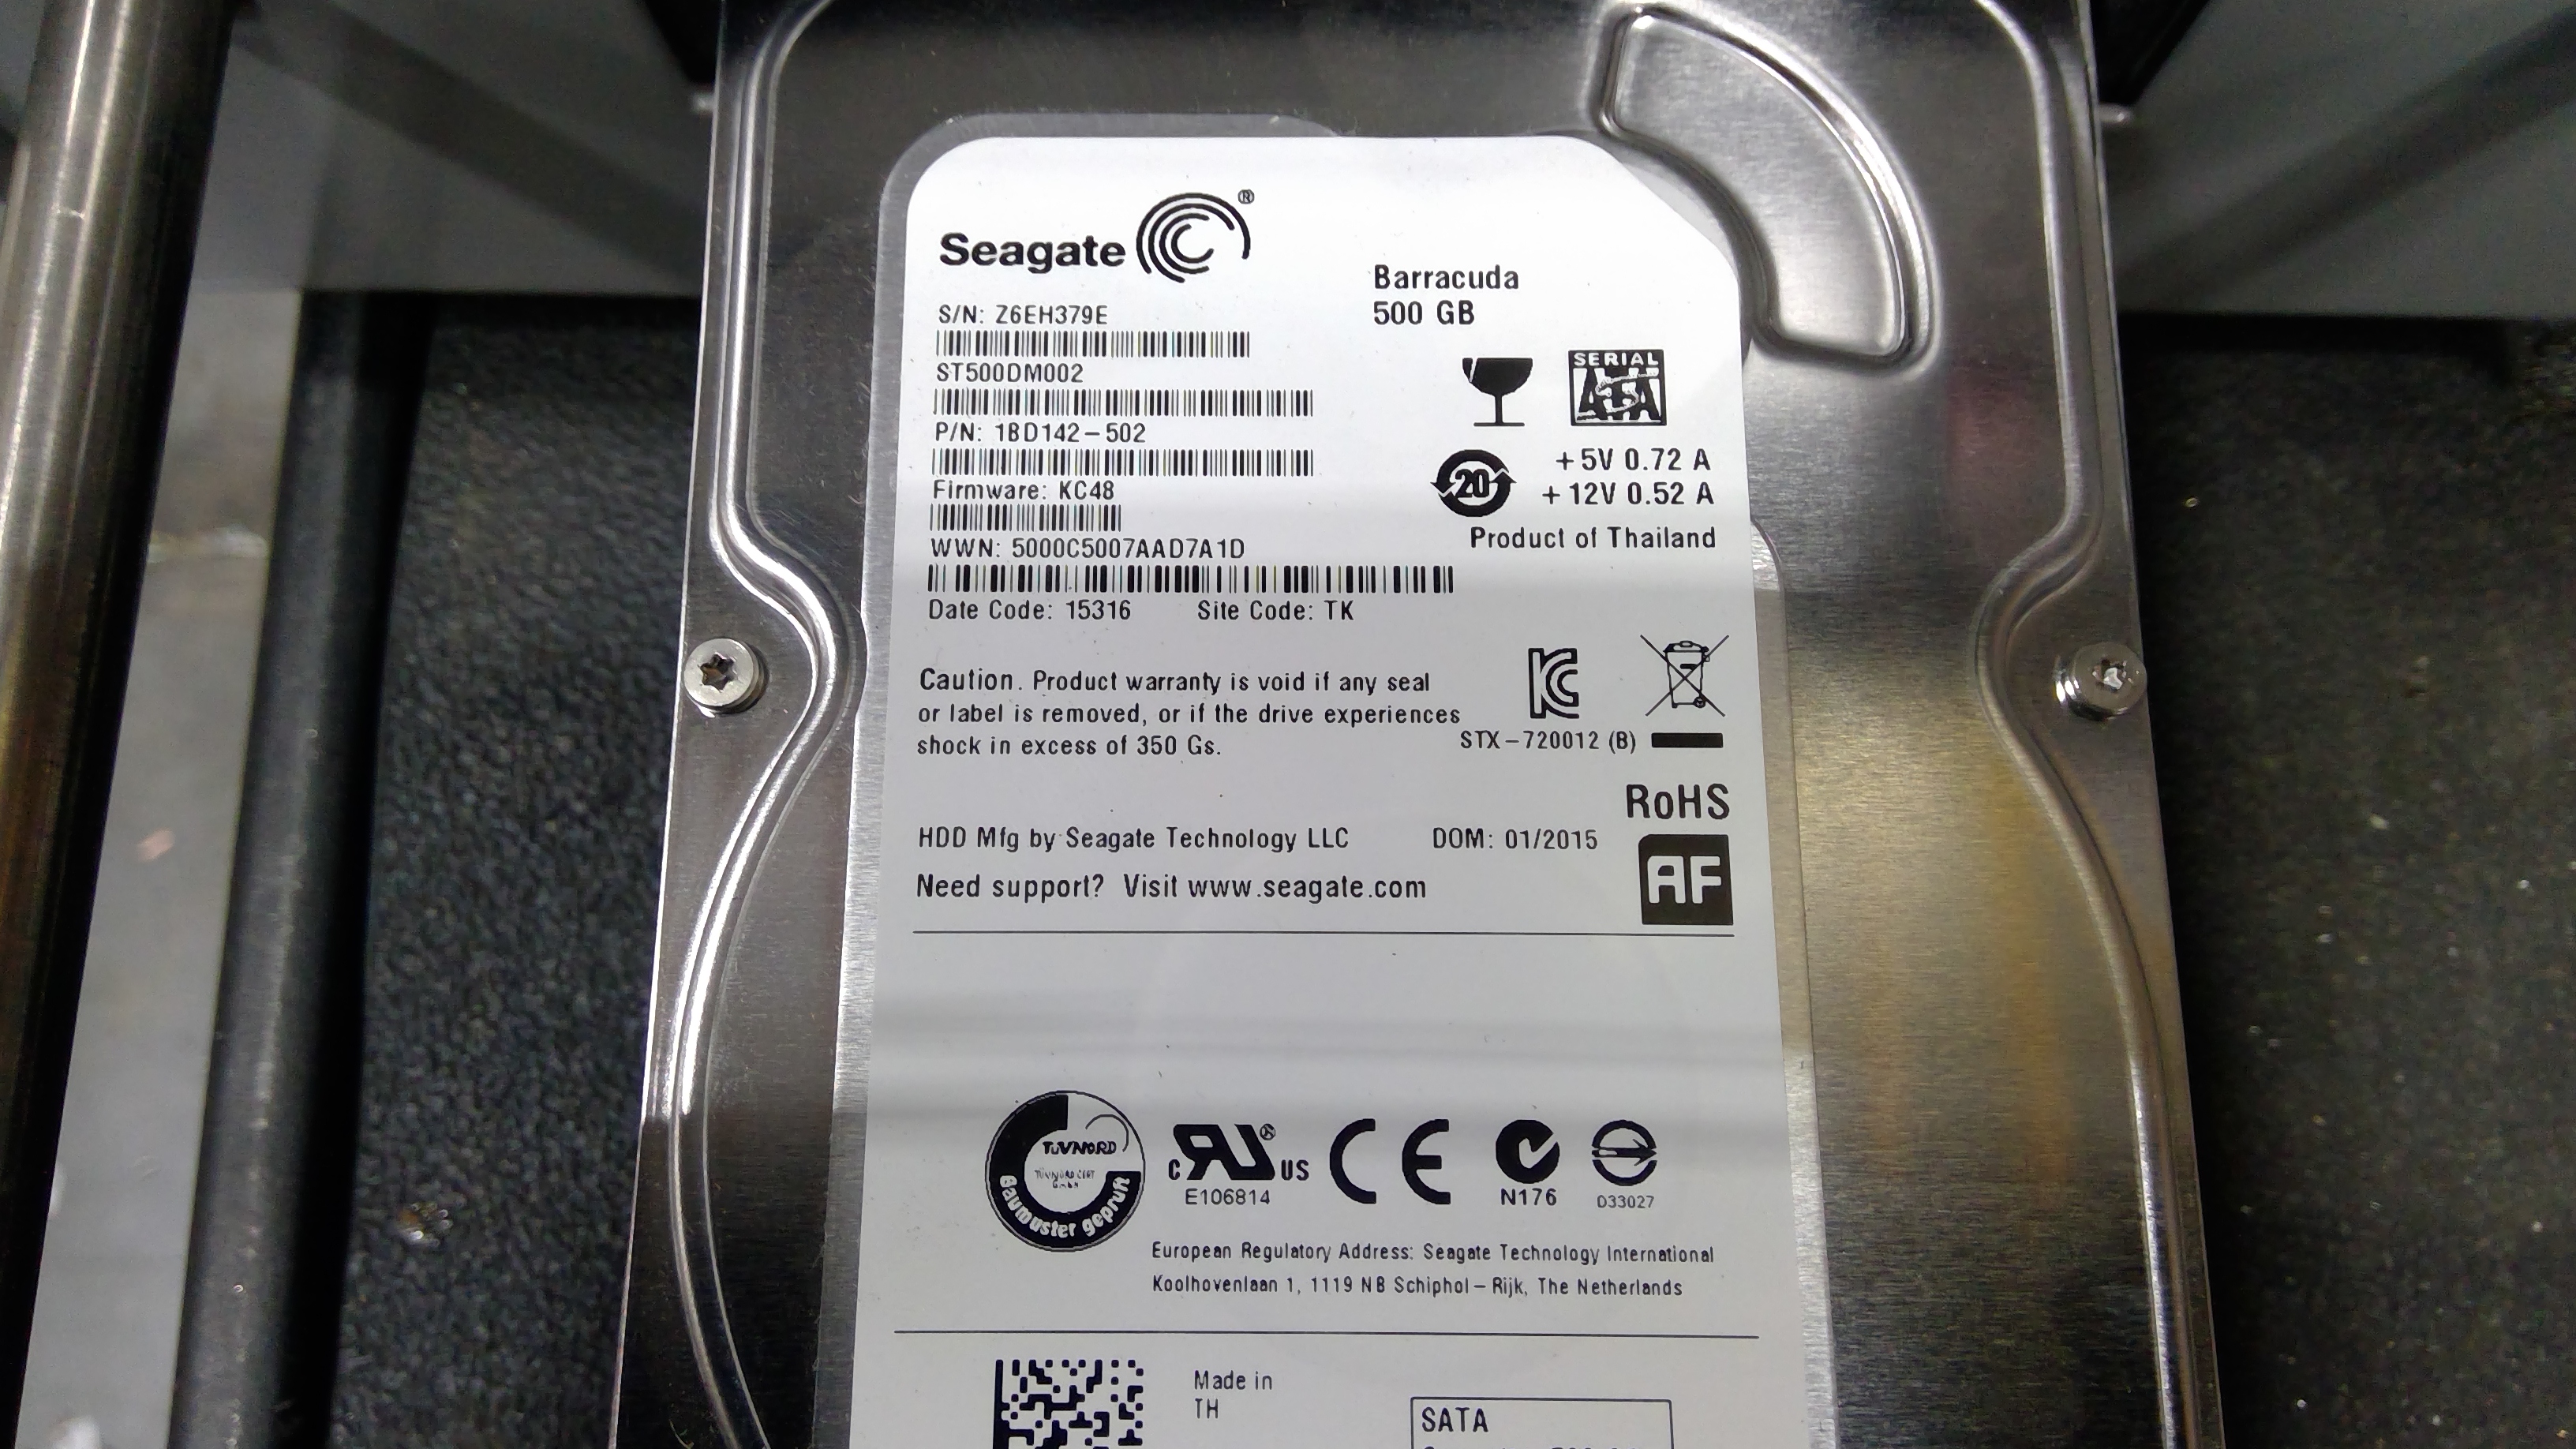 Seagate ®
Barracuda
500 GB
S/N: Z6EH379E
ST500DM002
P/N: 1BD142-502
Firmware: KC48
WWN: 5000C5007AAD7A1D
Date Code: 15316 Site Code: TK
SERIAL
ATA
20
+5V 0.72 A
+12V 0.52 A
Product of Thailand
Caution. Product warranty is void if any seal
or label is removed, or if the drive experiences
shock in excess of 350 Gs.
STX-720012 (B)
RoHS
AF
HDD Mfg by Seagate Technology LLC DOM: 01/2015
Need support? Visit www.seagate.com
TÜVNORD
TÜV NORD CERT
GmbH
Baumuster geprüft
C US
E106814
CE
N176
D33027
European Regulatory Address: Seagate Technology International
Koolhovenlaan 1, 1119 NB Schiphol-Rijk, The Netherlands
Made in
TH
SATA